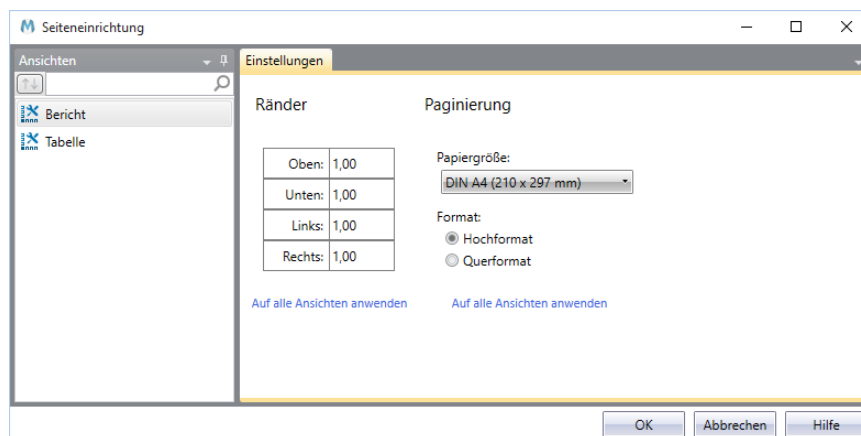 Seiteneinrichtung
Ansichten
Bericht
Tabelle
Einstellungen
Ränder
Oben: 1,00
Unten: 1,00
Links: 1,00
Rechts: 1,00
Auf alle Ansichten anwenden
Paginierung
Papiergröße:
DIN A4 (210 x 297 mm)
Format:
Hochformat
Querformat
Auf alle Ansichten anwenden
OK Abbrechen Hilfe